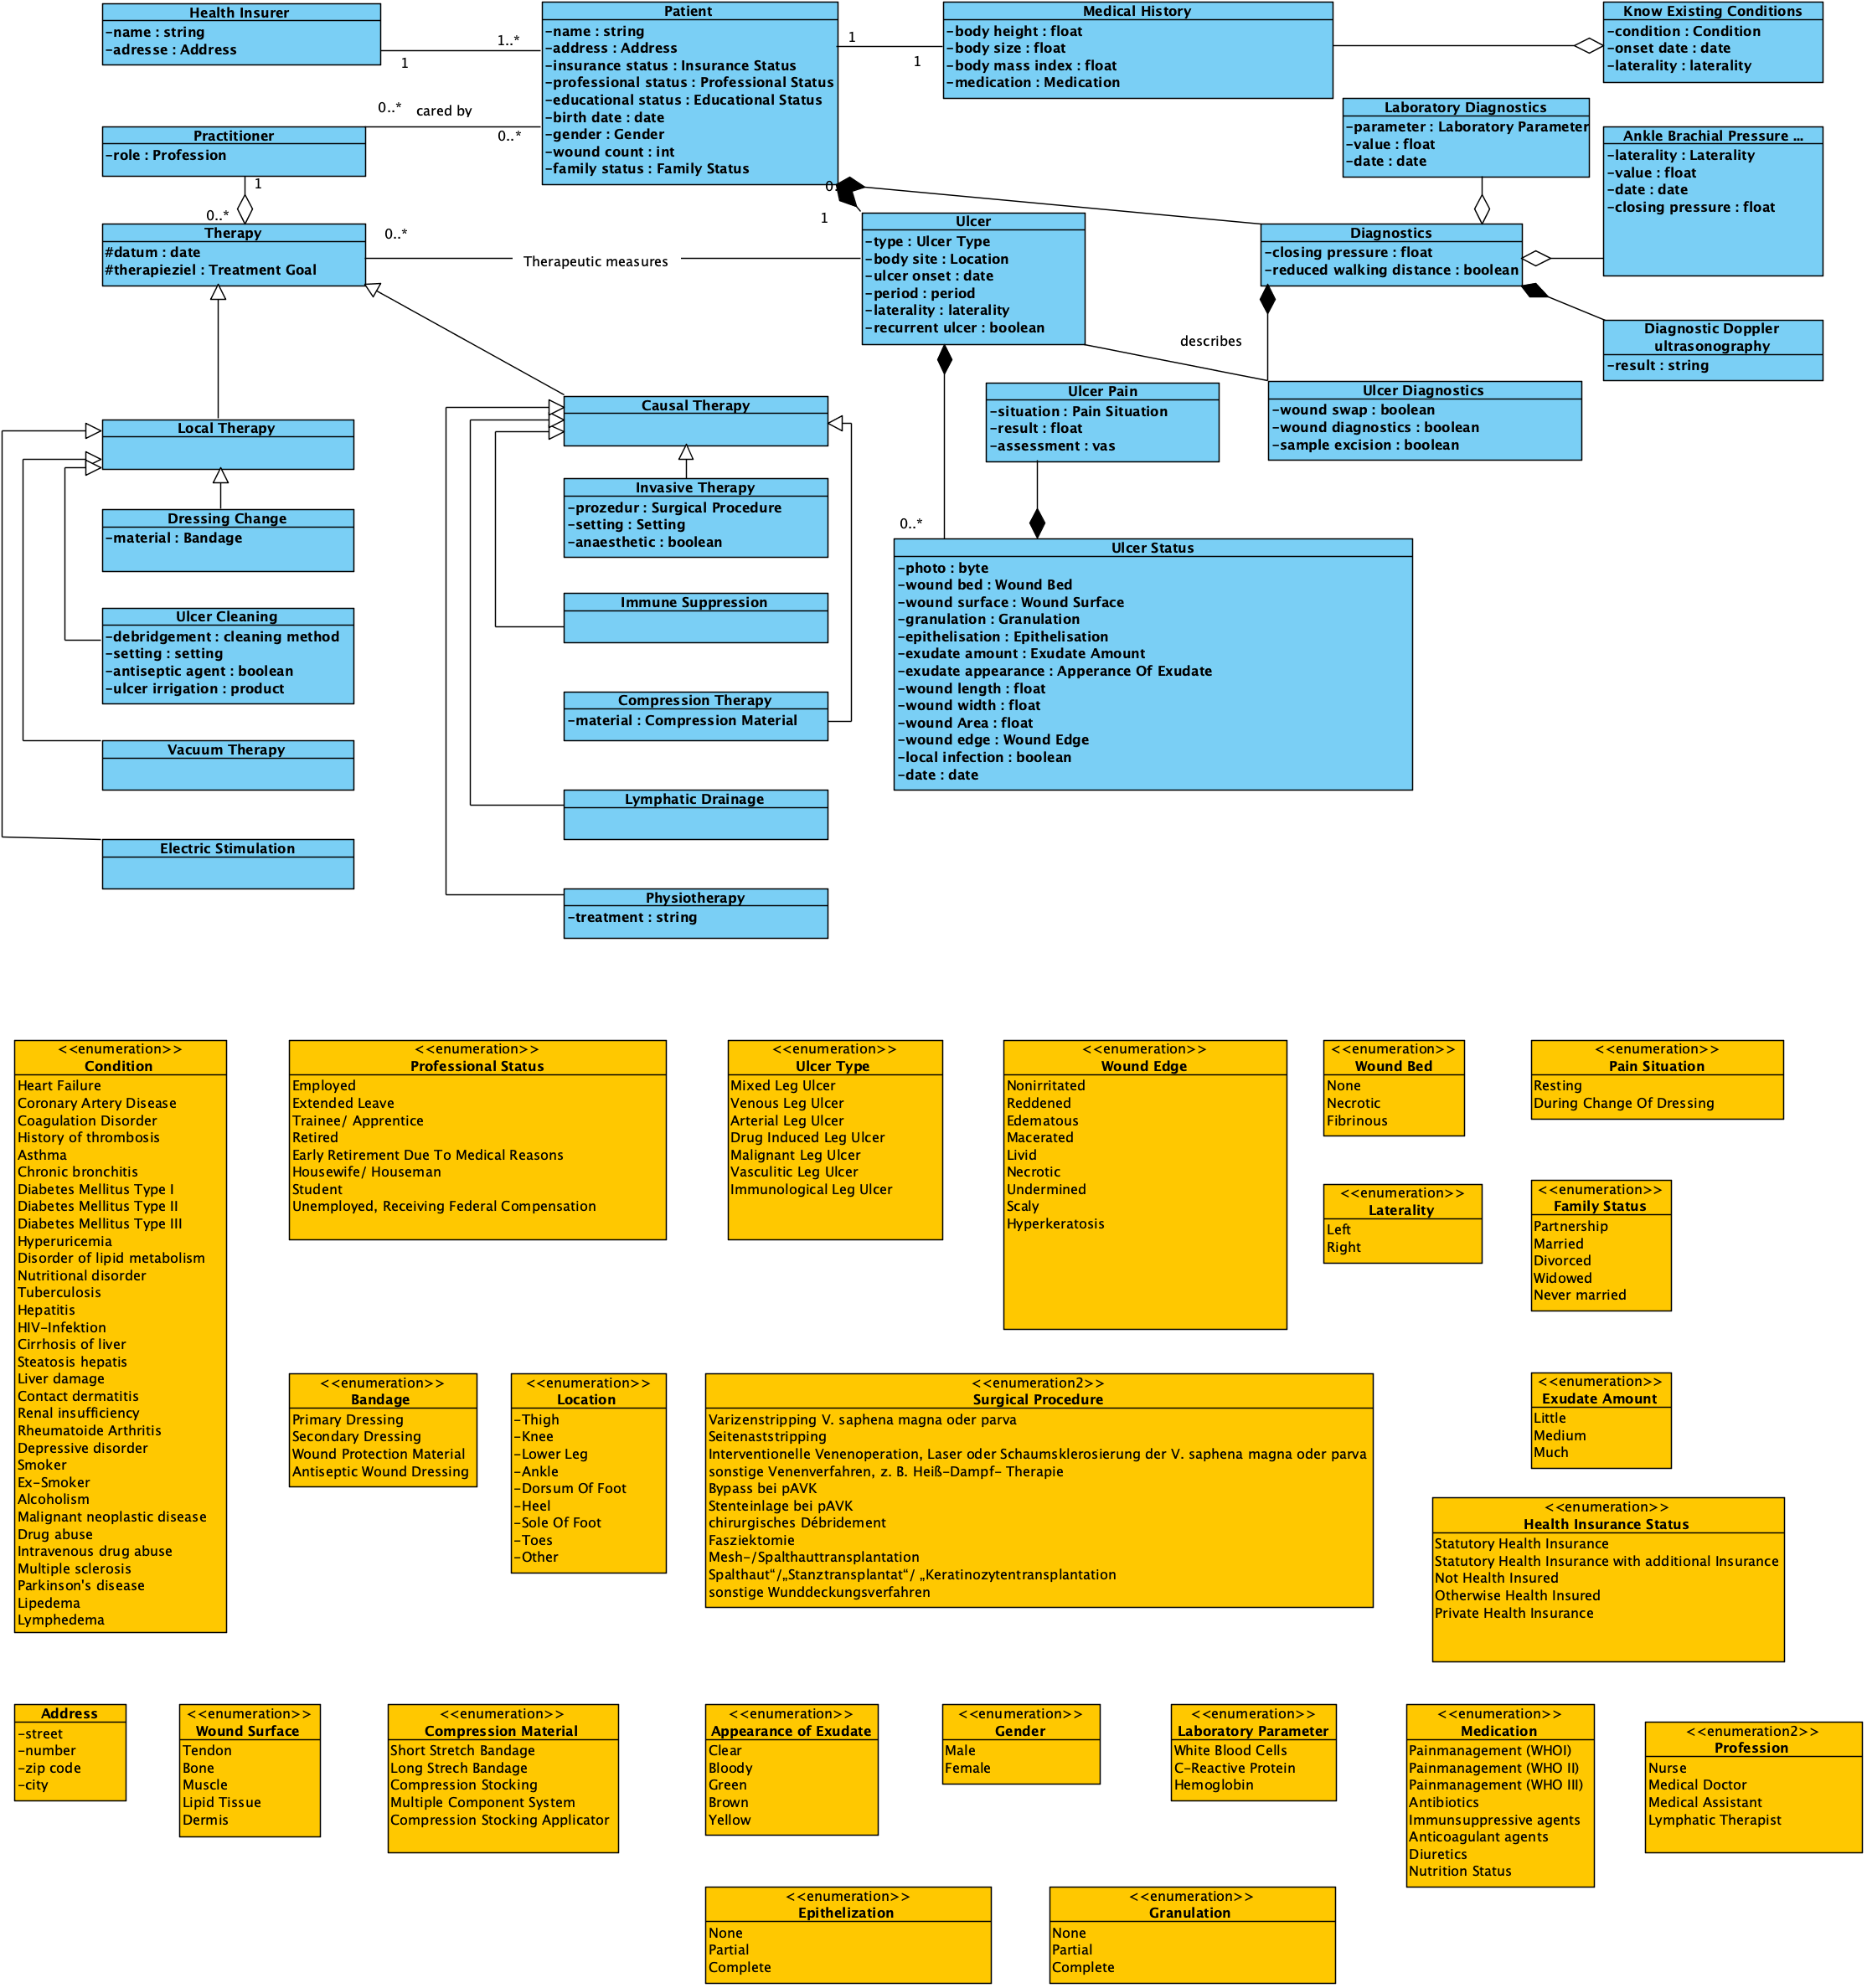 Health Insurer
-name : string
-adresse : Address
1..*
1
Patient
-name : string
-address : Address
-insurance status : Insurance Status
-professional status : Professional Status
-educational status : Educational Status
-birth date : date
-gender : Gender
-wound count : int
-family status : Family Status
1
1
Medical History
-body height : float
-body size : float
-body mass index : float
-medication : Medication
Know Existing Conditions
-condition : Condition
-onset date : date
-laterality : laterality
0..*
cared by
0..*
Practitioner
-role : Profession
1
0..*
Laboratory Diagnostics
-parameter : Laboratory Parameter
-value : float
-date : date
Ankle Brachial Pressure ...
-laterality : Laterality
-value : float
-date : date
-closing pressure : float
Therapy
#datum : date
#therapieziel : Treatment Goal
0..*
Therapeutic measures
1
Ulcer
-type : Ulcer Type
-body site : Location
-ulcer onset : date
-period : period
-laterality : laterality
-recurrent ulcer : boolean
Diagnostics
-closing pressure : float
-reduced walking distance : boolean
Diagnostic Doppler
ultrasonography
-result : string
describes
Ulcer Diagnostics
-wound swap : boolean
-wound diagnostics : boolean
-sample excision : boolean
Ulcer Pain
-situation : Pain Situation
-result : float
-assessment : vas
Local Therapy
Causal Therapy
Dressing Change
-material : Bandage
Invasive Therapy
-prozedur : Surgical Procedure
-setting : Setting
-anaesthetic : boolean
0..*
Ulcer Status
-photo : byte
-wound bed : Wound Bed
-wound surface : Wound Surface
-granulation : Granulation
-epithelisation : Epithelisation
-exudate amount : Exudate Amount
-exudate appearance : Apperance Of Exudate
-wound length : float
-wound width : float
-wound Area : float
-wound edge : Wound Edge
-local infection : boolean
-date : date
Ulcer Cleaning
-debridgement : cleaning method
-setting : setting
-antiseptic agent : boolean
-ulcer irrigation : product
Immune Suppression
Compression Therapy
-material : Compression Material
Vacuum Therapy
Lymphatic Drainage
Electric Stimulation
Physiotherapy
-treatment : string
<<enumeration>>
Condition
Heart Failure
Coronary Artery Disease
Coagulation Disorder
History of thrombosis
Asthma
Chronic bronchitis
Diabetes Mellitus Type I
Diabetes Mellitus Type II
Diabetes Mellitus Type III
Hyperuricemia
Disorder of lipid metabolism
Nutritional disorder
Tuberculosis
Hepatitis
HIV-Infektion
Cirrhosis of liver
Steatosis hepatis
Liver damage
Contact dermatitis
Renal insufficiency
Rheumatoide Arthritis
Depressive disorder
Smoker
Ex-Smoker
Alcoholism
Malignant neoplastic disease
Drug abuse
Intravenous drug abuse
Multiple sclerosis
Parkinson's disease
Lipedema
Lymphedema
<<enumeration>>
Professional Status
Employed
Extended Leave
Trainee/ Apprentice
Retired
Early Retirement Due To Medical Reasons
Housewife/ Houseman
Student
Unemployed, Receiving Federal Compensation
<<enumeration>>
Ulcer Type
Mixed Leg Ulcer
Venous Leg Ulcer
Arterial Leg Ulcer
Drug Induced Leg Ulcer
Malignant Leg Ulcer
Vasculitic Leg Ulcer
Immunological Leg Ulcer
<<enumeration>>
Wound Edge
Nonirritated
Reddened
Edematous
Macerated
Livid
Necrotic
Undermined
Scaly
Hyperkeratosis
<<enumeration>>
Wound Bed
None
Necrotic
Fibrinous
<<enumeration>>
Pain Situation
Resting
During Change Of Dressing
<<enumeration>>
Laterality
Left
Right
<<enumeration>>
Family Status
Partnership
Married
Divorced
Widowed
Never married
<<enumeration>>
Bandage
Primary Dressing
Secondary Dressing
Wound Protection Material
Antiseptic Wound Dressing
<<enumeration>>
Location
-Thigh
-Knee
-Lower Leg
-Ankle
-Dorsum Of Foot
-Heel
-Sole Of Foot
-Toes
-Other
<<enumeration2>>
Surgical Procedure
Varizenstripping V. saphena magna oder parva
Seitenaststripping
Interventionelle Venenoperation, Laser oder Schaumsklerosierung der V. saphena magna oder parva
sonstige Venenverfahren, z. B. Heiß-Dampf- Therapie
Bypass bei pAVK
Stenteinlage bei pAVK
chirurgisches Débridement
Fasziektomie
Mesh-/Spalthauttransplantation
Spalthaut“/„Stanztransplantat“/ „Keratinozytentransplantation
sonstige Wunddeckungsverfahren
<<enumeration>>
Exudate Amount
Little
Medium
Much
<<enumeration>>
Health Insurance Status
Statutory Health Insurance
Statutory Health Insurance with additional Insurance
Not Health Insured
Otherwise Health Insured
Private Health Insurance
Address
-street
-number
-zip code
-city
<<enumeration>>
Wound Surface
Tendon
Bone
Muscle
Lipid Tissue
Dermis
<<enumeration>>
Compression Material
Short Stretch Bandage
Long Strech Bandage
Compression Stocking
Multiple Component System
Compression Stocking Applicator
<<enumeration>>
Appearance of Exudate
Clear
Bloody
Green
Brown
Yellow
<<enumeration>>
Gender
Male
Female
<<enumeration>>
Laboratory Parameter
White Blood Cells
C-Reactive Protein
Hemoglobin
<<enumeration>>
Medication
Painmanagement (WHOI)
Painmanagement (WHO II)
Painmanagement (WHO III)
Antibiotics
Immunsuppressive agents
Anticoagulant agents
Diuretics
Nutrition Status
<<enumeration2>>
Profession
Nurse
Medical Doctor
Medical Assistant
Lymphatic Therapist
<<enumeration>>
Epithelization
None
Partial
Complete
<<enumeration>>
Granulation
None
Partial
Complete